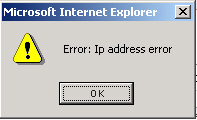 Microsoft Internet Explorer
Error: Ip address error
OK